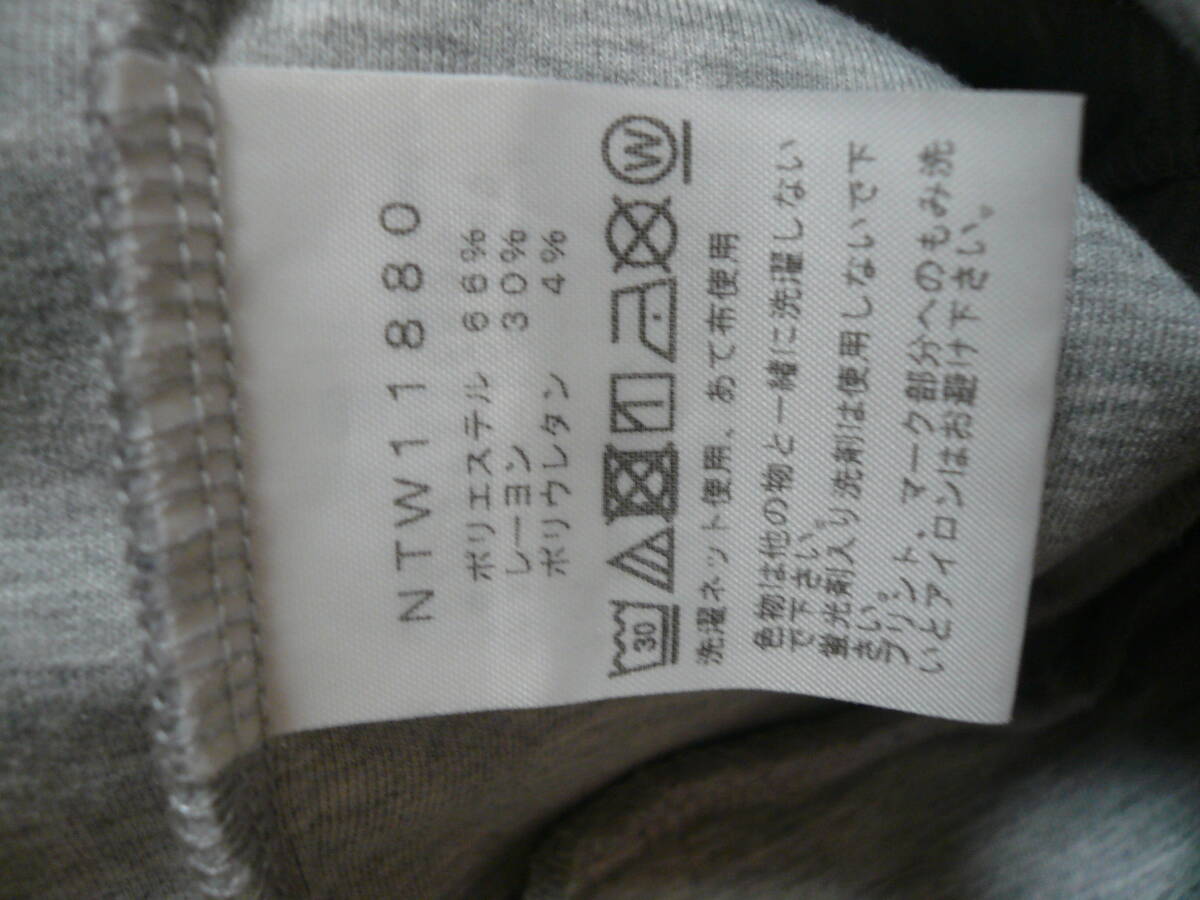 NTW11880
ポリエステル 66%
レーヨン 30%
ポリウレタン 4%
30 W
洗濯ネット使用、あて布使用
色物は他の物と一緒に洗濯しない
で下さい。
蛍光剤入り洗剤は使用しないで下
さい。
プリント、マーク部分へのもみ洗
いとアイロンはお避け下さい。